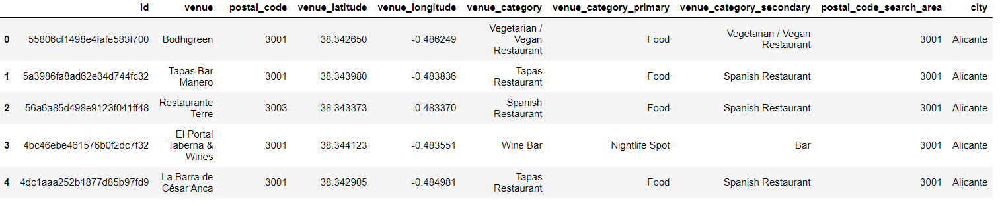 id venue postal_code venue_latitude venue_longitude venue_category venue_category_primary venue_category_secondary postal_code_search_area city
0 55806cf1498e4fafe583f700 Bodhigreen 3001 38.342650 -0.486249 Vegetarian / Vegan Restaurant Food Vegetarian / Vegan Restaurant 3001 Alicante
1 5a3986fa8ad62e34d744fc32 Tapas Bar Manero 3001 38.343980 -0.483836 Tapas Restaurant Food Spanish Restaurant 3001 Alicante
2 56a6a85d498e9123f041ff48 Restaurante Terre 3003 38.343373 -0.483370 Spanish Restaurant Food Spanish Restaurant 3001 Alicante
3 4bc46ebe461576b0f2dc7f32 El Portal Taberna & Wines 3001 38.344123 -0.483551 Wine Bar Nightlife Spot Bar 3001 Alicante
4 4dc1aaa252b1877d85b97fd9 La Barra de César Anca 3001 38.342905 -0.484981 Tapas Restaurant Food Spanish Restaurant 3001 Alicante